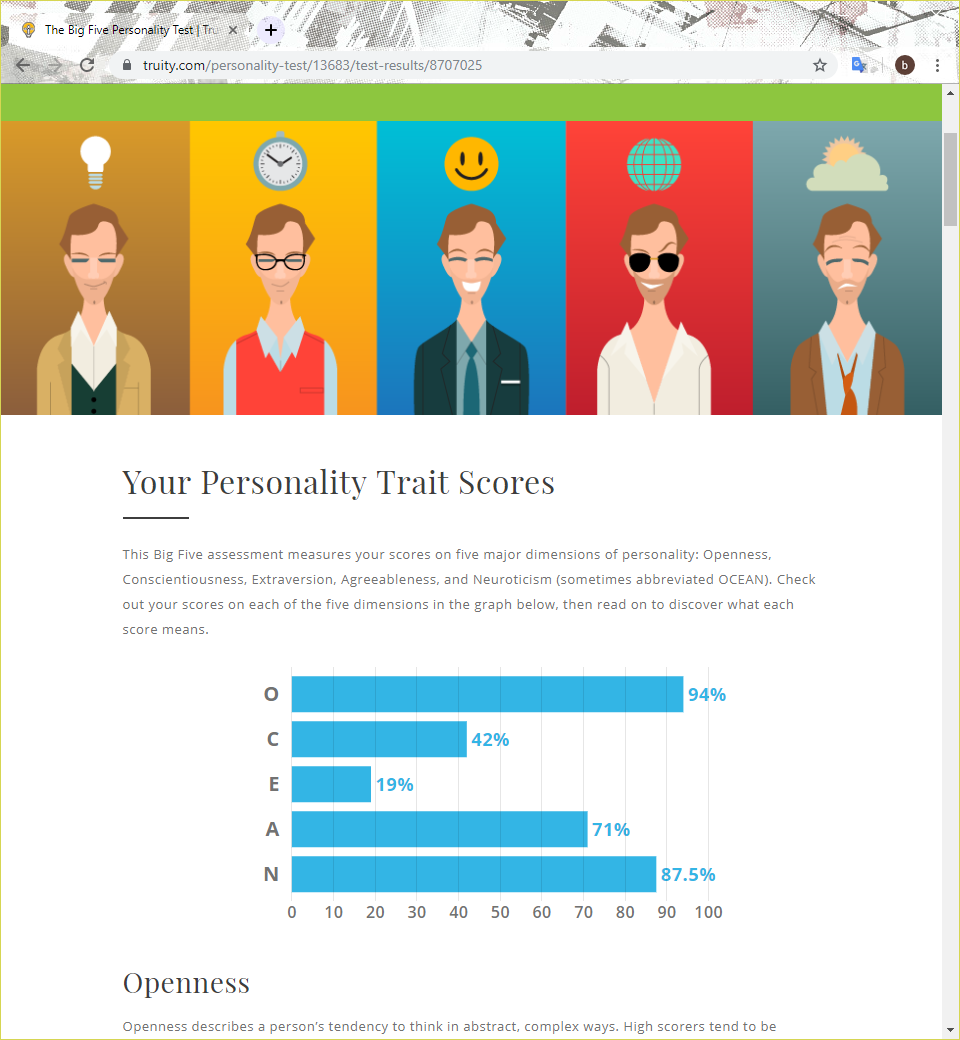 The Big Five Personality Test | Tru
truity.com/personality-test/13683/test-results/8707025
b
Your Personality Trait Scores
This Big Five assessment measures your scores on five major dimensions of personality: Openness,
Conscientiousness, Extraversion, Agreeableness, and Neuroticism (sometimes abbreviated OCEAN). Check
out your scores on each of the five dimensions in the graph below, then read on to discover what each
score means.
O 94%
C 42%
E 19%
A 71%
N 87.5%
0 10 20 30 40 50 60 70 80 90 100
Openness
Openness describes a person’s tendency to think in abstract, complex ways. High scorers tend to be